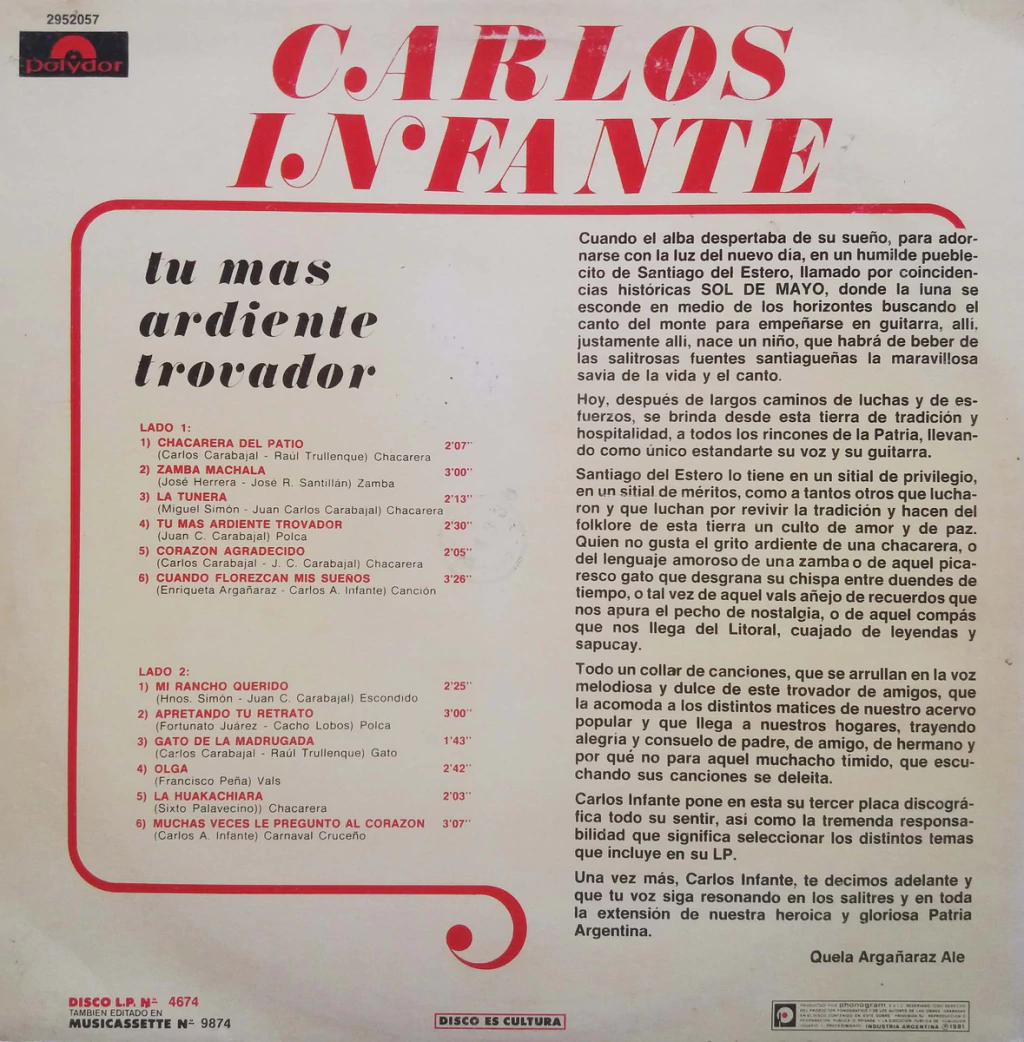 2952057
polydor
CARLOS
INFANTE
tu mas
ardiente
trovador
LADO 1:
1) CHACARERA DEL PATIO 2'07''
(Carlos Carabajal - Raúl Trullenque) Chacarera
2) ZAMBA MACHALA 3'00''
(José Herrera - José R. Santillán) Zamba
3) LA TUNERA 2'13''
(Miguel Simón - Juan Carlos Carabajal) Chacarera
4) TU MAS ARDIENTE TROVADOR 2'30''
(Juan C. Carabajal) Polca
5) CORAZON AGRADECIDO 2'05''
(Carlos Carabajal - J. C. Carabajal) Chacarera
6) CUANDO FLOREZCAN MIS SUEÑOS 3'26''
(Enriqueta Argañaraz - Carlos A. Infante) Canción
LADO 2:
1) MI RANCHO QUERIDO 2'25''
(Hnos. Simón - Juan C. Carabajal) Escondido
2) APRETANDO TU RETRATO 3'00''
(Fortunato Juárez - Cacho Lobos) Polca
3) GATO DE LA MADRUGADA 1'43''
(Carlos Carabajal - Raúl Trullenque) Gato
4) OLGA 2'42''
(Francisco Peña) Vals
5) LA HUAKACHIARA 2'03''
(Sixto Palavecino)) Chacarera
6) MUCHAS VECES LE PREGUNTO AL CORAZON 3'07''
(Carlos A. Infante) Carnaval Cruceño
Cuando el alba despertaba de su sueño, para ador-
narse con la luz del nuevo día, en un humilde pueble-
cito de Santiago del Estero, llamado por coinciden-
cias históricas SOL DE MAYO, donde la luna se
esconde en medio de los horizontes buscando el
canto del monte para empeñarse en guitarra, allí,
justamente allí, nace un niño, que habrá de beber de
las salitrosas fuentes santiagueñas la maravillosa
savia de la vida y el canto.
Hoy, después de largos caminos de luchas y de es-
fuerzos, se brinda desde esta tierra de tradición y
hospitalidad, a todos los rincones de la Patria, llevan-
do como único estandarte su voz y su guitarra.
Santiago del Estero lo tiene en un sitial de privilegio,
en un sitial de méritos, como a tantos otros que lucha-
ron y que luchan por revivir la tradición y hacen del
folklore de esta tierra un culto de amor y de paz.
Quien no gusta el grito ardiente de una chacarera, o
del lenguaje amoroso de una zamba o de aquel pica-
resco gato que desgrana su chispa entre duendes de
tiempo, o tal vez de aquel vals añejo de recuerdos que
nos apura el pecho de nostalgia, o de aquel compás
que nos llega del Litoral, cuajado de leyendas y
sapucay.
Todo un collar de canciones, que se arrullan en la voz
melodiosa y dulce de este trovador de amigos, que
la acomoda a los distintos matices de nuestro acervo
popular y que llega a nuestros hogares, trayendo
alegría y consuelo de padre, de amigo, de hermano y
por qué no para aquel muchacho tímido, que escu-
chando sus canciones se deleita.
Carlos Infante pone en esta su tercer placa discográ-
fica todo su sentir, así como la tremenda responsa-
bilidad que significa seleccionar los distintos temas
que incluye en su LP.
Una vez más, Carlos Infante, te decimos adelante y
que tu voz siga resonando en los salitres y en toda
la extensión de nuestra heroica y gloriosa Patria
Argentina.
Quela Argañaraz Ale
DISCO L.P. Nº 4674
TAMBIEN EDITADO EN
MUSICASSETTE Nº 9874
DISCO ES CULTURA
PRODUCIDO POR phonogram
INDUSTRIA ARGENTINA ℗ 1981